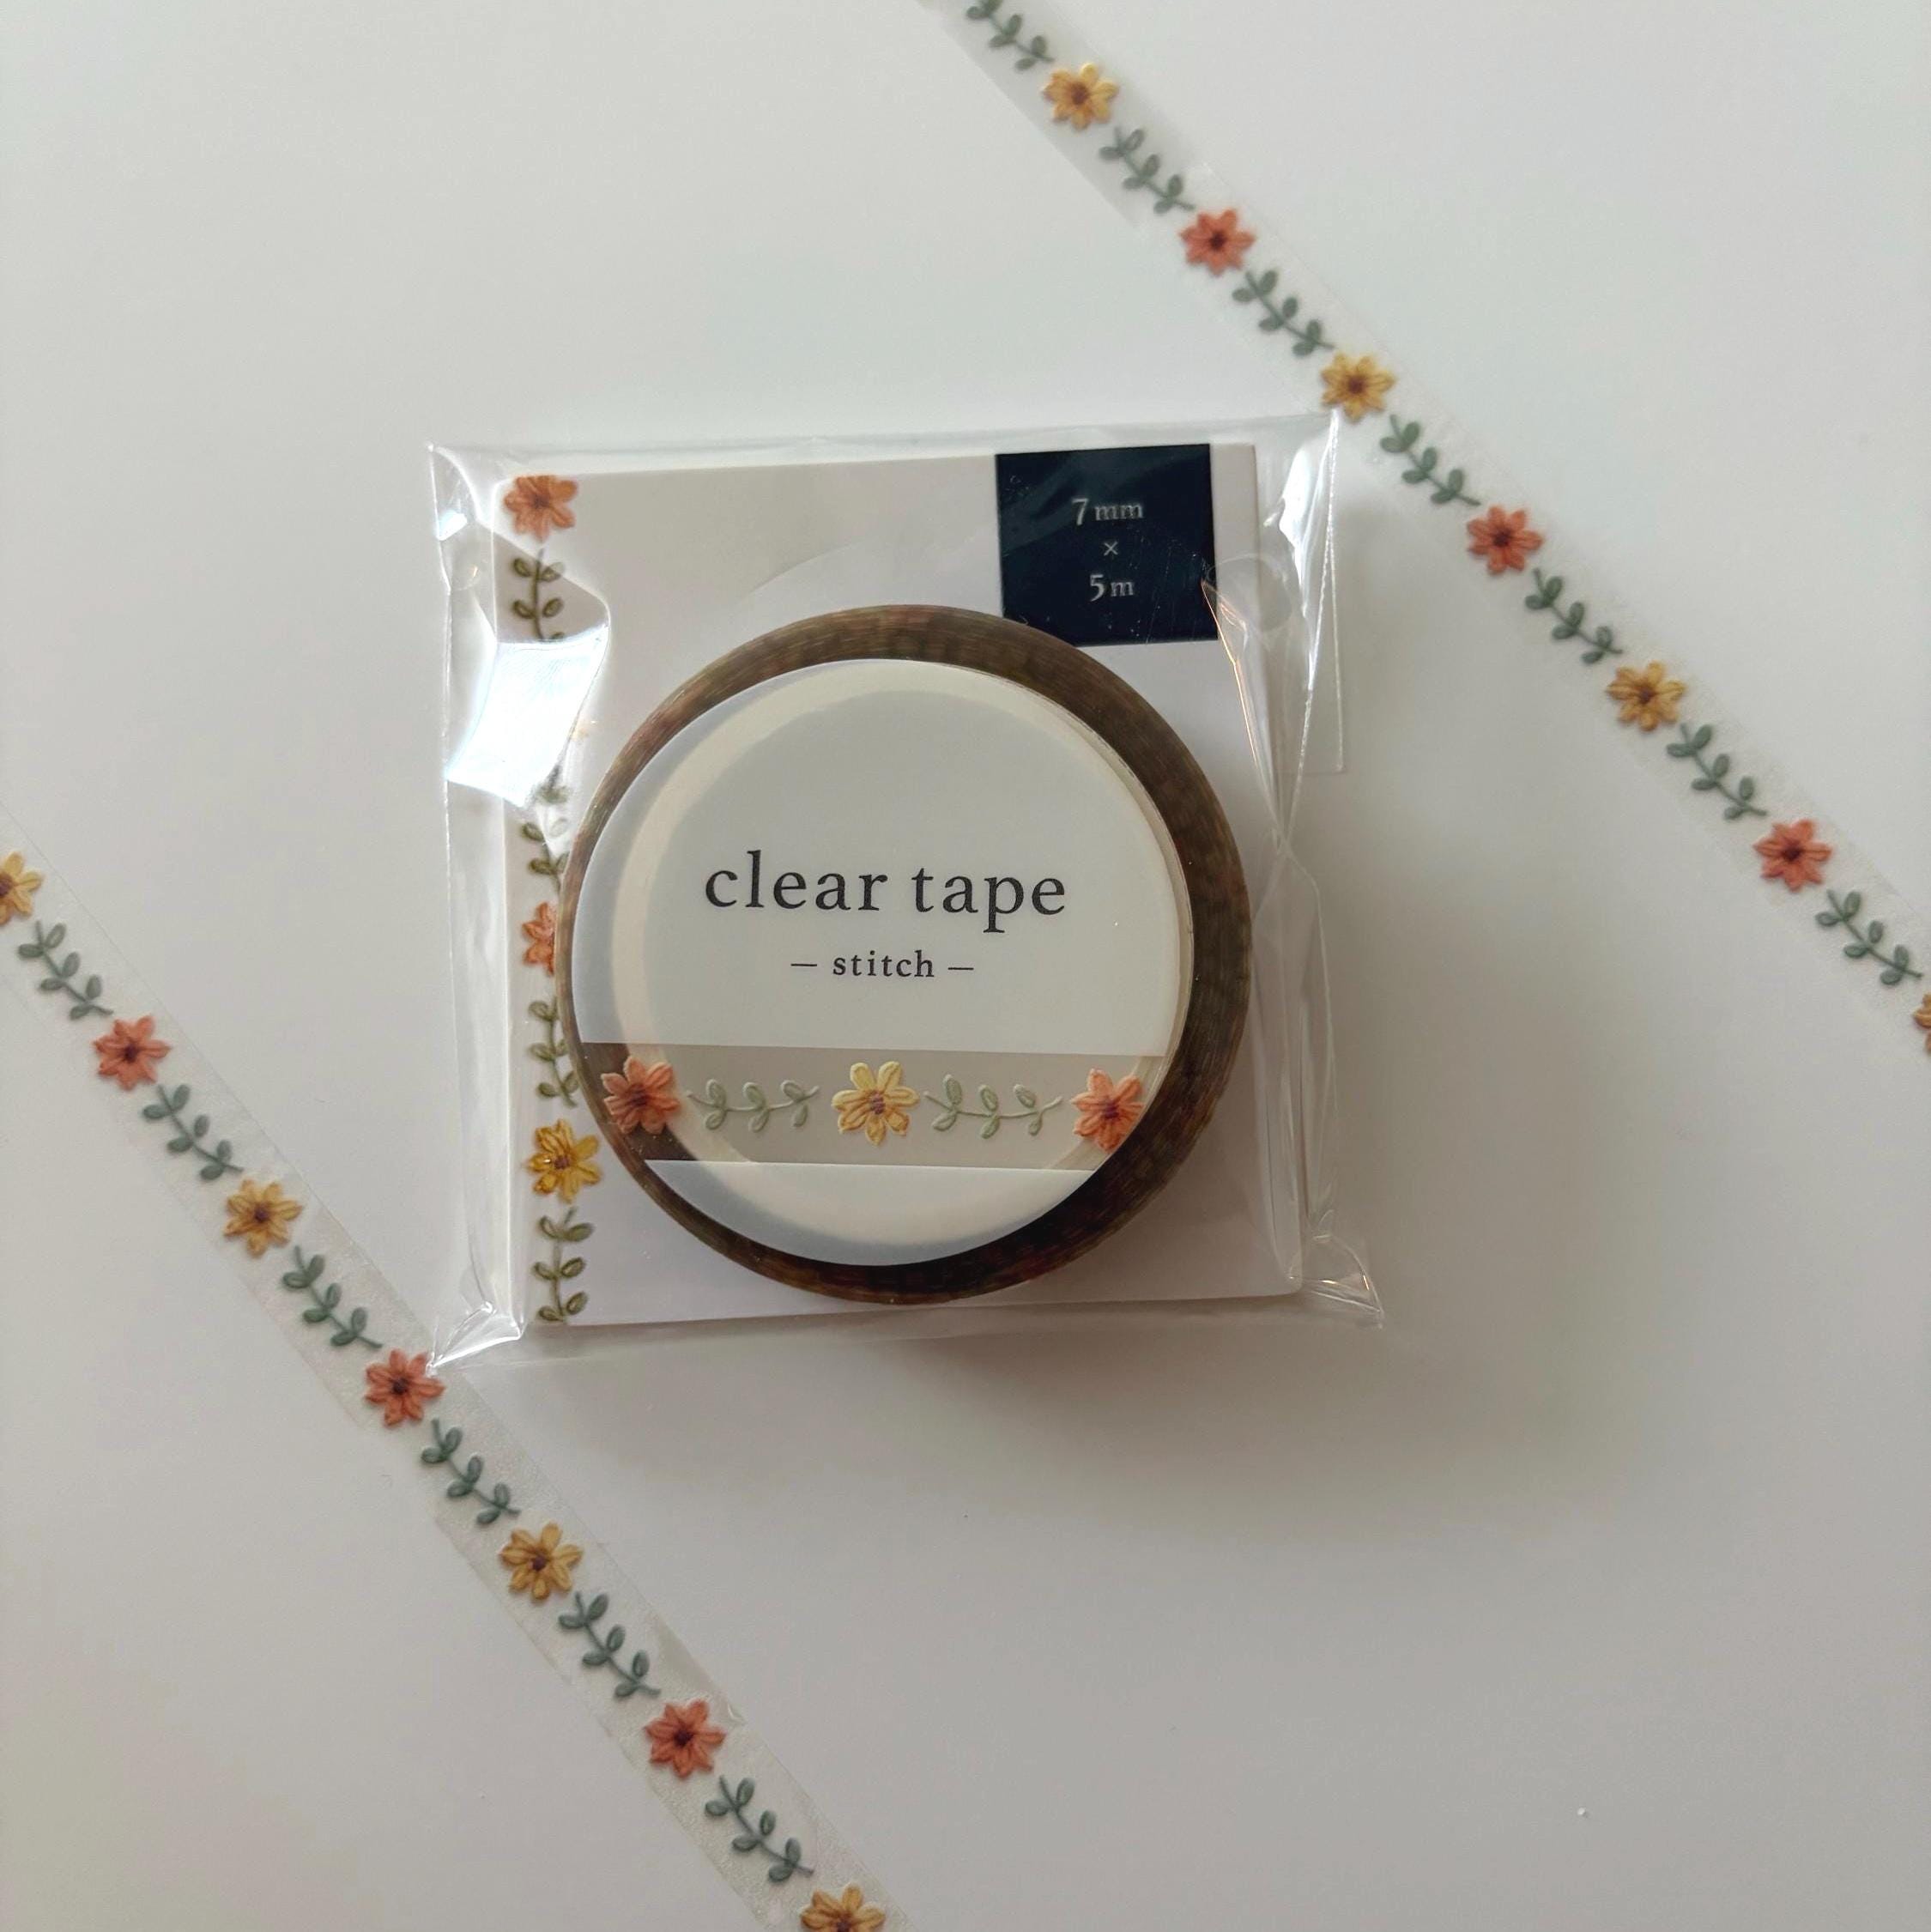 7mm
×
5m
clear tape
– stitch –